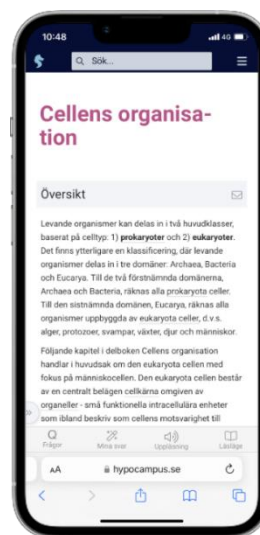 10:48
4G
Sök...
Cellens organisa-
tion
Översikt
Levande organismer kan delas in i två huvudklasser,
baserat på celltyp: 1) prokaryoter och 2) eukaryoter.
Det finns ytterligare en klassificering, där levande
organismer delas in i tre domäner: Archaea, Bacteria
och Eucarya. Till de två förstnämnda domänerna,
Archaea och Bacteria, räknas alla prokaryota celler.
Till den sistnämnda domänen, Eucarya, räknas alla
organismer uppbyggda av eukaryota celler, d.v.s.
alger, protozoer, svampar, växter, djur och människor.
Följande kapitel i delboken Cellens organisation
handlar i huvudsak om den eukaryota cellen med
fokus på människocellen. Den eukaryota cellen består
av en centralt belägen cellkärna omgiven av
organeller - små funktionella intracellulära enheter
som ibland beskriv som cellens motsvarighet till
Frågor Mina svar Uppläsning Läsläge
AA hypocampus.se